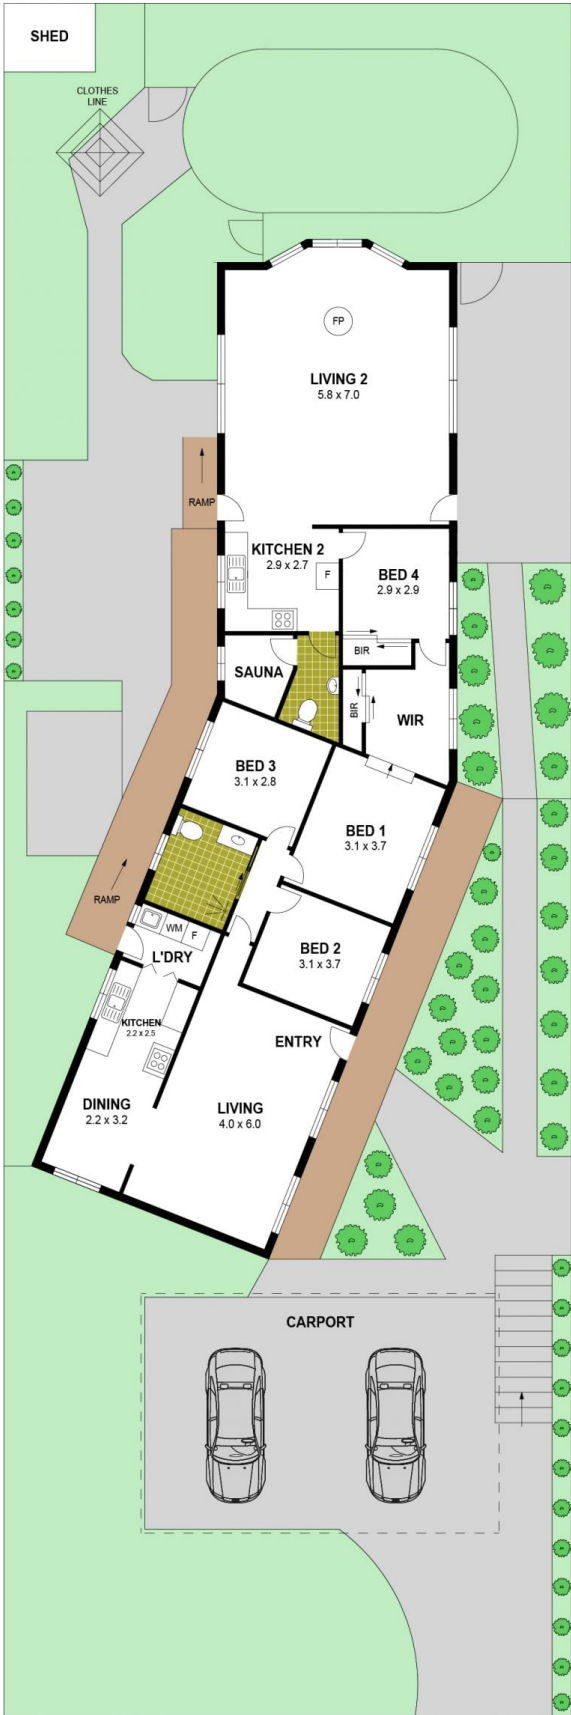 SHED
CLOTHES
LINE
FP
LIVING 2
5.8 x 7.0
RAMP
KITCHEN 2
2.9 x 2.7
F
BED 4
2.9 x 2.9
BIR
SAUNA
BIR
WIR
BED 3
3.1 x 2.8
BED 1
3.1 x 3.7
RAMP
WM
F
L'DRY
BED 2
3.1 x 3.7
KITCHEN
2.2 x 2.5
ENTRY
DINING
2.2 x 3.2
LIVING
4.0 x 6.0
CARPORT